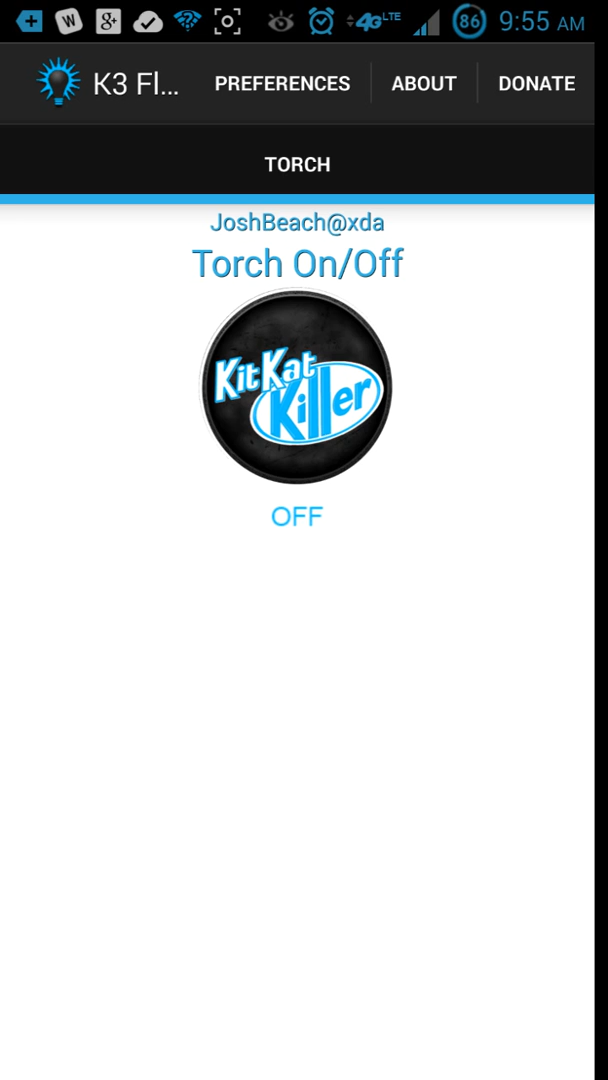 W 8+ 4G LTE 86 9:55 AM
K3 Fl... PREFERENCES ABOUT DONATE
TORCH
JoshBeach@xda
Torch On/Off
KitKat
Killer
OFF